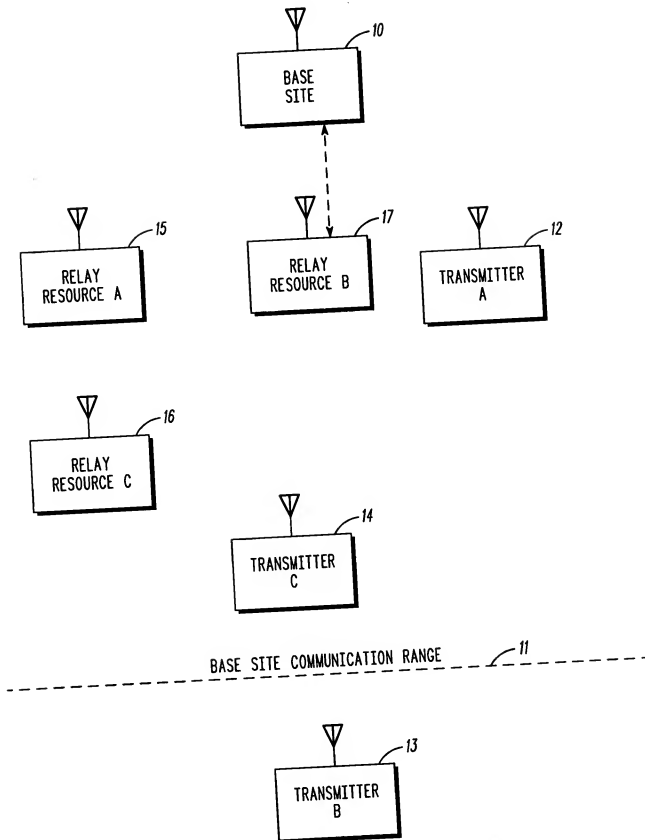 10
BASE
SITE
15
RELAY
RESOURCE A
17
RELAY
RESOURCE B
12
TRANSMITTER
A
16
RELAY
RESOURCE C
14
TRANSMITTER
C
BASE SITE COMMUNICATION RANGE
11
13
TRANSMITTER
B